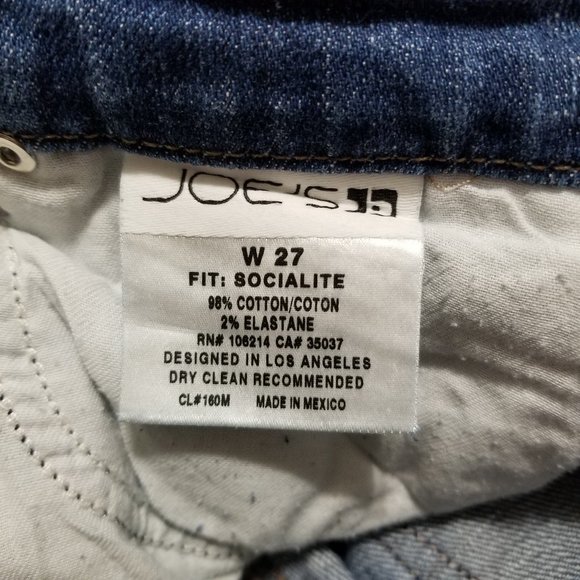 JOE'S JS
W 27
FIT: SOCIALITE
98% COTTON/COTON
2% ELASTANE
RN# 106214 CA# 35037
DESIGNED IN LOS ANGELES
DRY CLEAN RECOMMENDED
CL#160M MADE IN MEXICO